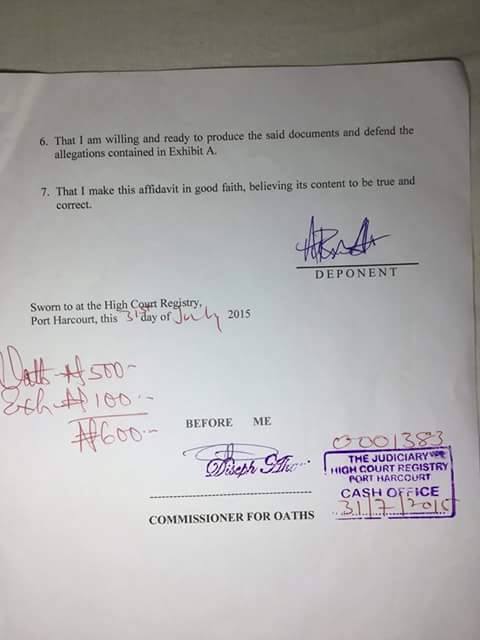 6. That I am willing and ready to produce the said documents and defend the
allegations contained in Exhibit A.
7. That I make this affidavit in good faith, believing its content to be true and
correct.
DEPONENT
Sworn to at the High Court Registry,
Port Harcourt, this 31st day of July 2015
Oath ₦500-
Exh ₦100-
₦600-
BEFORE ME
COMMISSIONER FOR OATHS
0001383
THE JUDICIARY
HIGH COURT REGISTRY
PORT HARCOURT
CASH OFFICE
31/7/2015